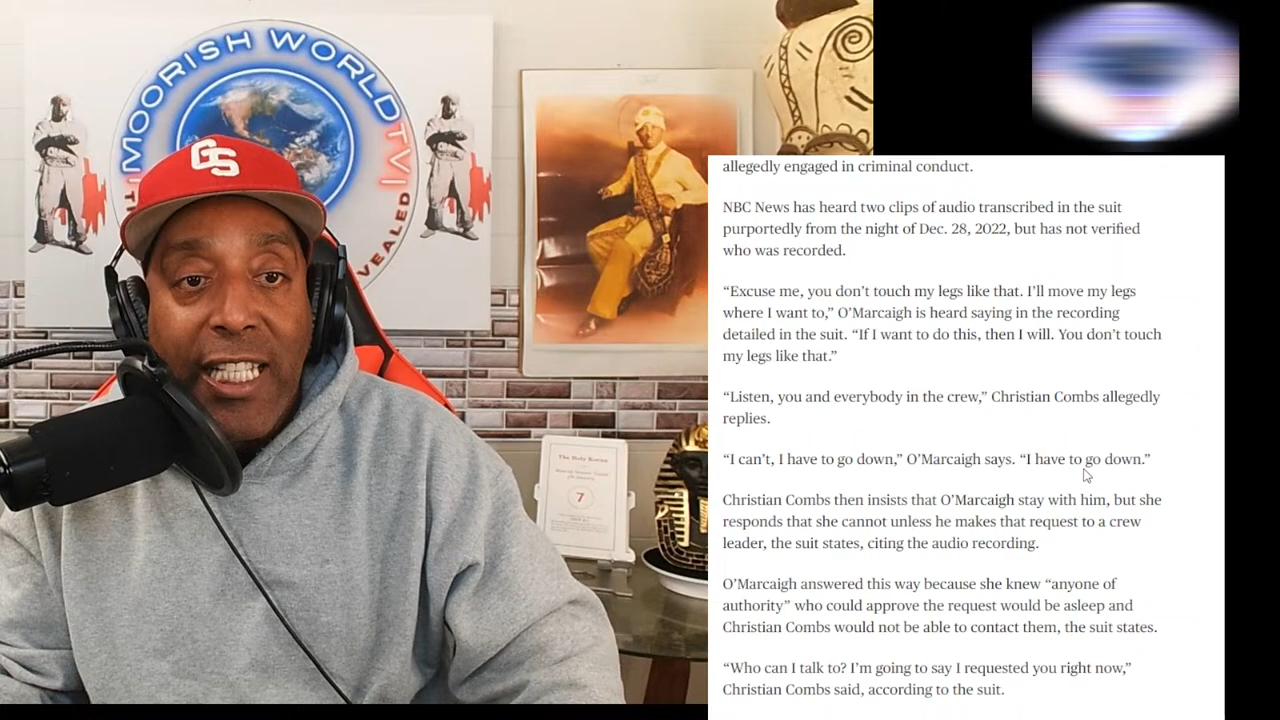 MOORISH WORLD TV
VEALED
GS
The Holy Koran
7
allegedly engaged in criminal conduct.
NBC News has heard two clips of audio transcribed in the suit
purportedly from the night of Dec. 28, 2022, but has not verified
who was recorded.
“Excuse me, you don’t touch my legs like that. I’ll move my legs
where I want to,” O’Marcaigh is heard saying in the recording
detailed in the suit. “If I want to do this, then I will. You don’t touch
my legs like that.”
“Listen, you and everybody in the crew,” Christian Combs allegedly
replies.
“I can’t, I have to go down,” O’Marcaigh says. “I have to go down.”
Christian Combs then insists that O’Marcaigh stay with him, but she
responds that she cannot unless he makes that request to a crew
leader, the suit states, citing the audio recording.
O’Marcaigh answered this way because she knew “anyone of
authority” who could approve the request would be asleep and
Christian Combs would not be able to contact them, the suit states.
“Who can I talk to? I’m going to say I requested you right now,”
Christian Combs said, according to the suit.